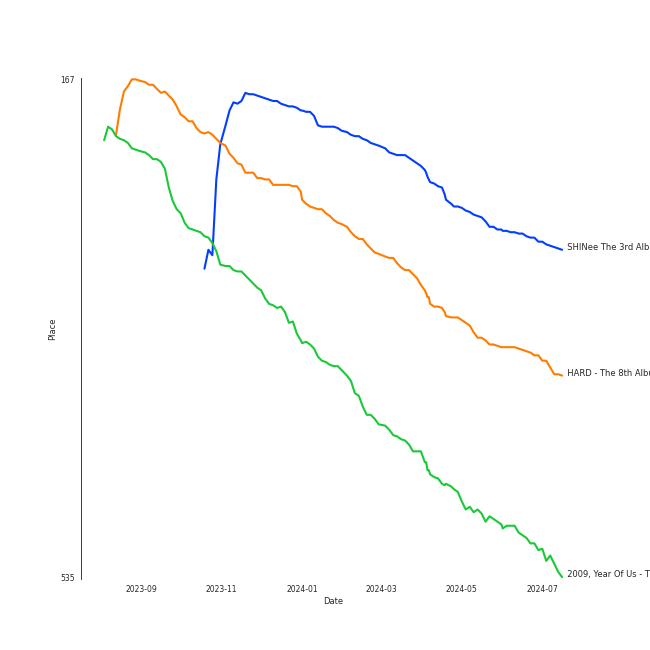 167
SHINee The 3rd Alb
HARD - The 8th Albu
Place
535
2009, Year Of Us - T
2023-09 2023-11 2024-01 2024-03 2024-05 2024-07
Date